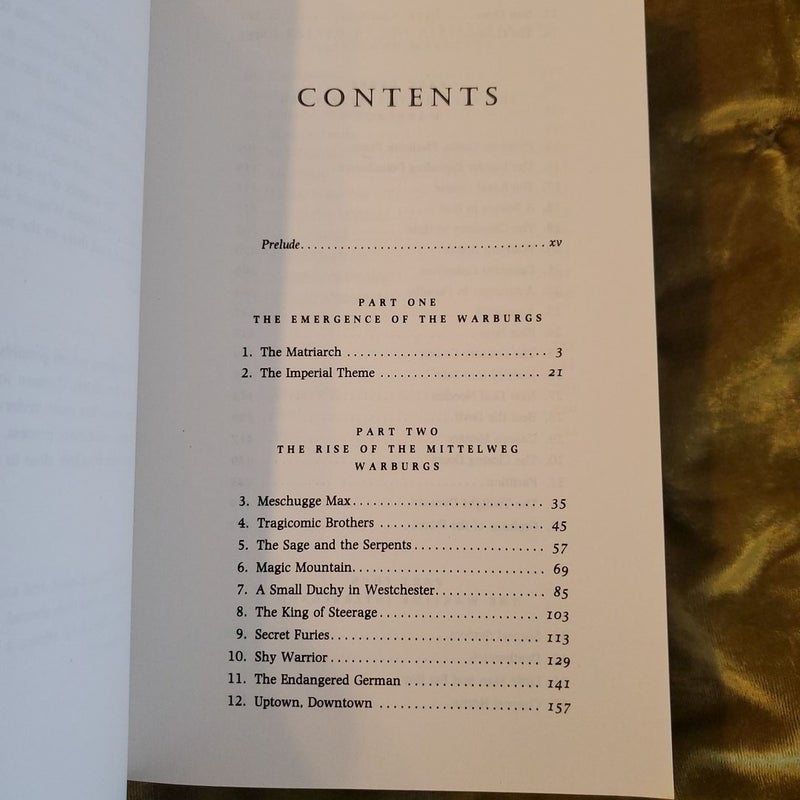 CONTENTS
Prelude..................................... xv
PART ONE
THE EMERGENCE OF THE WARBURGS
1. The Matriarch .............................. 3
2. The Imperial Theme ........................ 21
PART TWO
THE RISE OF THE MITTELWEG
WARBURGS
3. Meschugge Max............................ 35
4. Tragicomic Brothers ........................ 45
5. The Sage and the Serpents.................... 57
6. Magic Mountain............................. 69
7. A Small Duchy in Westchester................. 85
8. The King of Steerage......................... 103
9. Secret Furies................................ 113
10. Shy Warrior................................ 129
11. The Endangered German ..................... 141
12. Uptown, Downtown ........................ 157